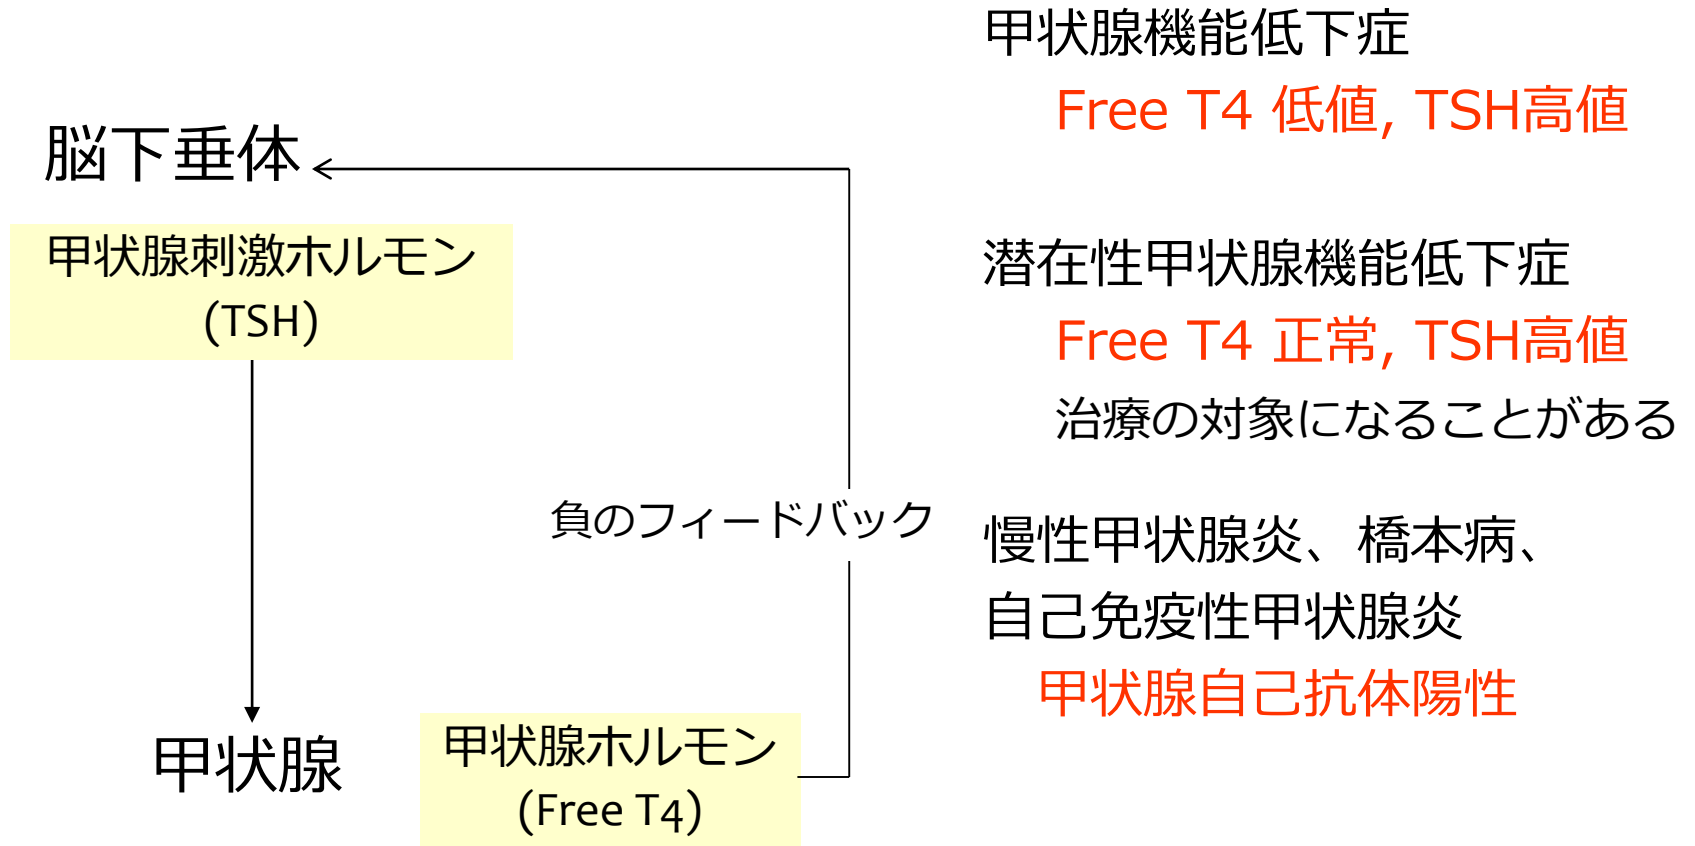 脳下垂体
甲状腺刺激ホルモン
(TSH)
負のフィードバック
甲状腺
甲状腺ホルモン
(Free T4)
甲状腺機能低下症
Free T4 低値, TSH高値
潜在性甲状腺機能低下症
Free T4 正常, TSH高値
治療の対象になることがある
慢性甲状腺炎、橋本病、
自己免疫性甲状腺炎
甲状腺自己抗体陽性